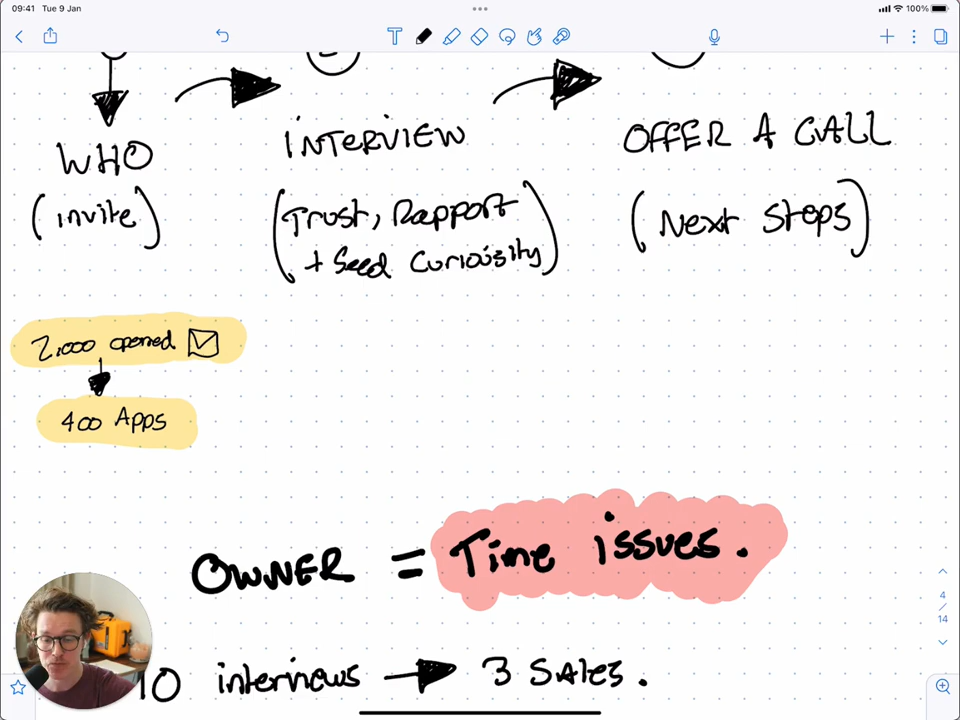 09:41 Tue 9 Jan
100%
WHO
(invite)
INTERVIEW
(Trust, Rapport
+ Seed Curiousity)
OFFER A CALL
(Next Steps)
2,000 opened
400 Apps
OWNER = Time issues.
10 interviews → 3 Sales.
4
/
14